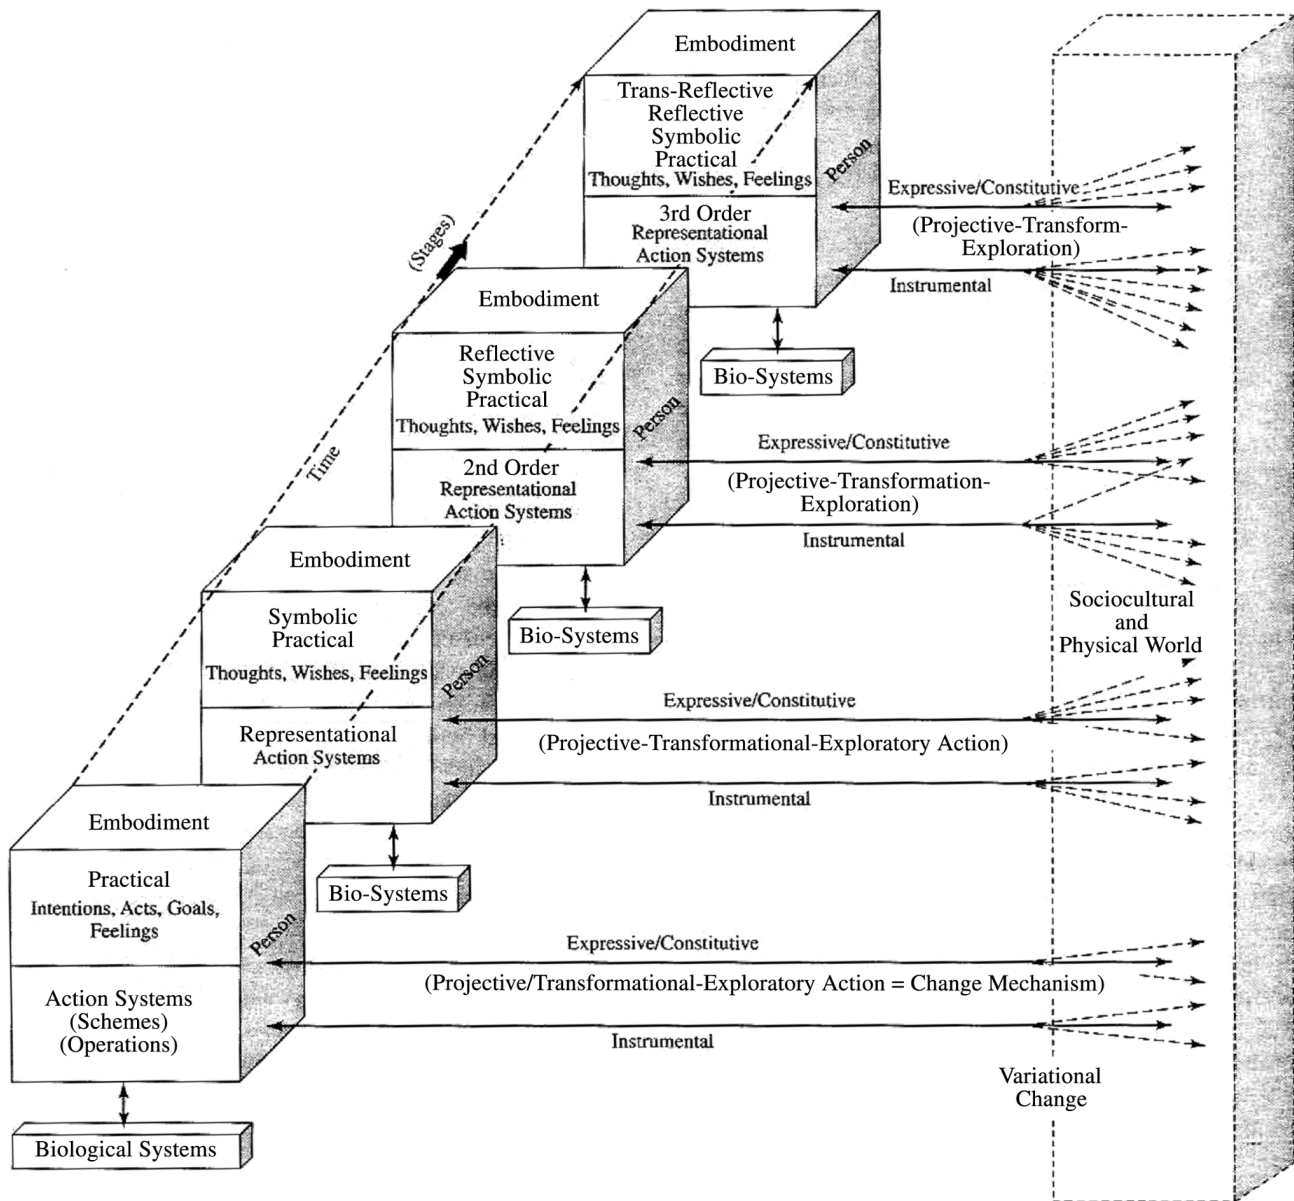 Embodiment
Trans-Reflective
Reflective
Symbolic
Practical
Thoughts, Wishes, Feelings
3rd Order
Representational
Action Systems
Person
Bio-Systems
Expressive/Constitutive
(Projective-Transform-
Exploration)
Instrumental
(Stages)
Time
Embodiment
Reflective
Symbolic
Practical
Thoughts, Wishes, Feelings
2nd Order
Representational
Action Systems
Person
Bio-Systems
Expressive/Constitutive
(Projective-Transformation-
Exploration)
Instrumental
Sociocultural
and
Physical World
Embodiment
Symbolic
Practical
Thoughts, Wishes, Feelings
Representational
Action Systems
Person
Bio-Systems
Expressive/Constitutive
(Projective-Transformational-Exploratory Action)
Instrumental
Embodiment
Practical
Intentions, Acts, Goals,
Feelings
Action Systems
(Schemes)
(Operations)
Person
Biological Systems
Expressive/Constitutive
(Projective/Transformational-Exploratory Action = Change Mechanism)
Instrumental
Variational
Change